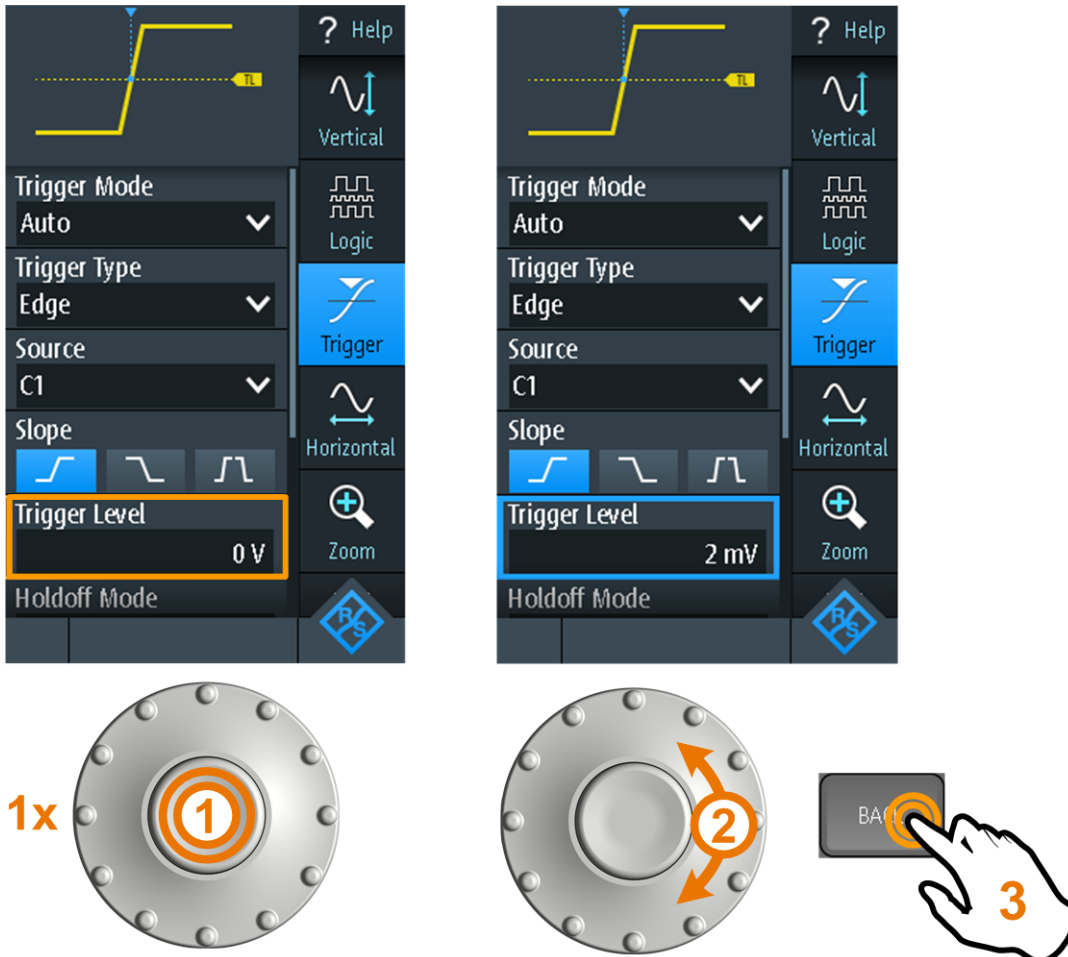 ? Help
TL
Vertical
Trigger Mode
Auto
Logic
Trigger Type
Edge
Trigger
Source
C1
Slope
Horizontal
Trigger Level
0 V
Zoom
Holdoff Mode
R&S
? Help
TL
Vertical
Trigger Mode
Auto
Logic
Trigger Type
Edge
Trigger
Source
C1
Slope
Horizontal
Trigger Level
2 mV
Zoom
Holdoff Mode
R&S
1x
1
2
3